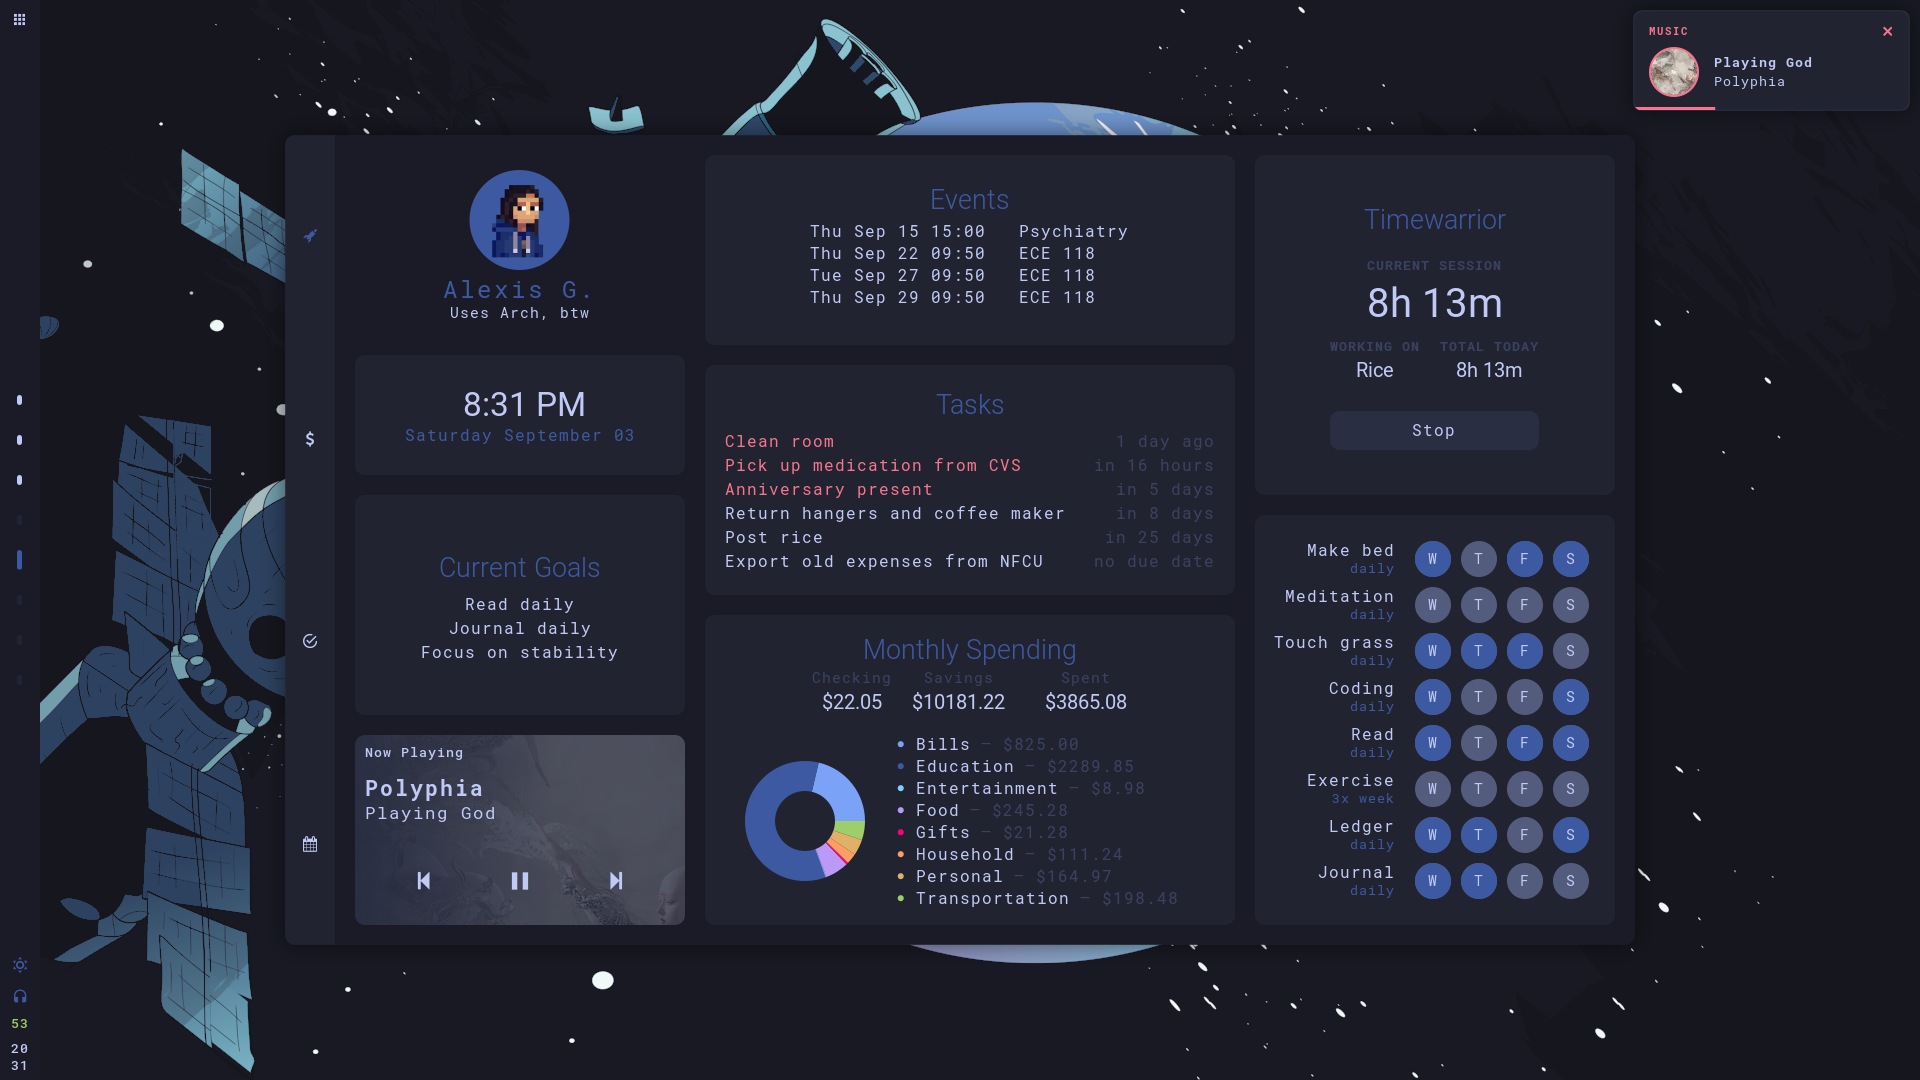 MUSIC
Playing God
Polyphia
Alexis G.
Uses Arch, btw
8:31 PM
Saturday September 03
Current Goals
Read daily
Journal daily
Focus on stability
Now Playing
Polyphia
Playing God
Events
Thu Sep 15 15:00 Psychiatry
Thu Sep 22 09:50 ECE 118
Tue Sep 27 09:50 ECE 118
Thu Sep 29 09:50 ECE 118
Tasks
Clean room 1 day ago
Pick up medication from CVS in 16 hours
Anniversary present in 5 days
Return hangers and coffee maker in 8 days
Post rice in 25 days
Export old expenses from NFCU no due date
Monthly Spending
Checking Savings Spent
$22.05 $10181.22 $3865.08
Bills — $825.00
Education — $2289.85
Entertainment — $8.98
Food — $245.28
Gifts — $21.28
Household — $111.24
Personal — $164.97
Transportation — $198.48
Timewarrior
CURRENT SESSION
8h 13m
WORKING ON TOTAL TODAY
Rice 8h 13m
Stop
Make bed W T F S
daily
Meditation W T F S
daily
Touch grass W T F S
daily
Coding W T F S
daily
Read W T F S
daily
Exercise W T F S
3x week
Ledger W T F S
daily
Journal W T F S
daily
53
20
31